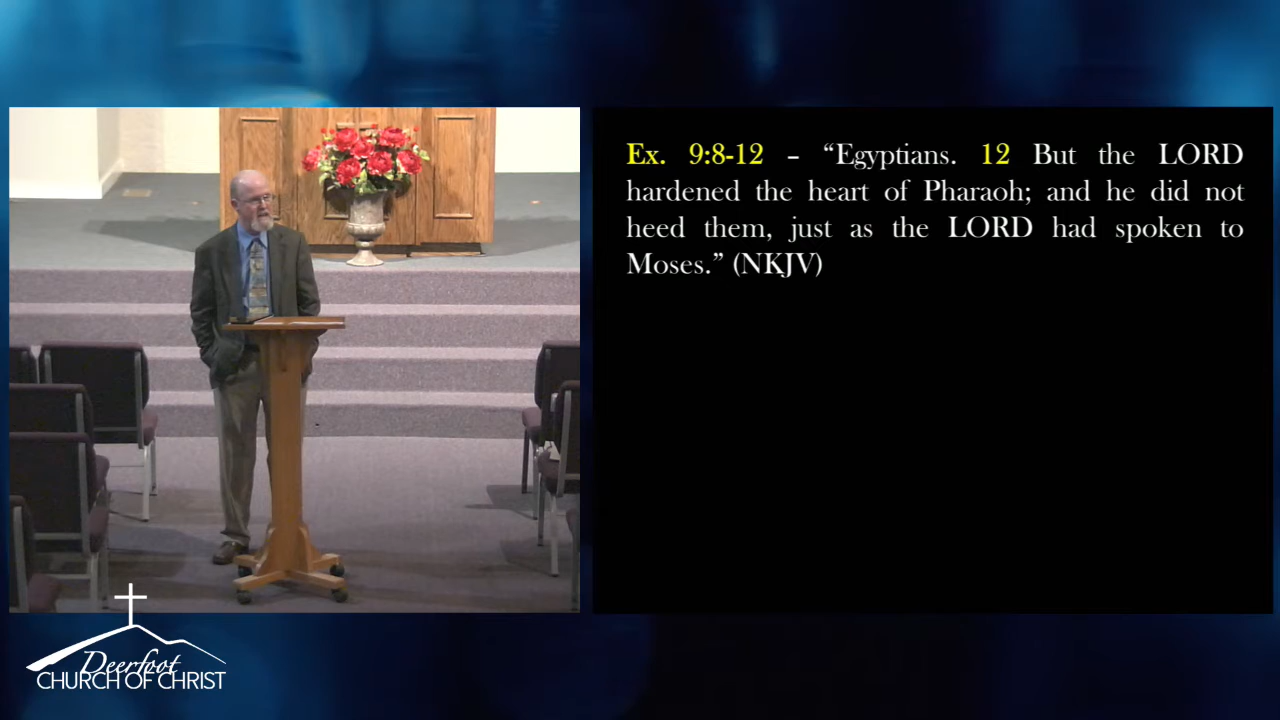 Ex. 9:8-12 – “Egyptians. 12 But the LORD
hardened the heart of Pharaoh; and he did not
heed them, just as the LORD had spoken to
Moses.” (NKJV)
Deerfoot
CHURCH OF CHRIST